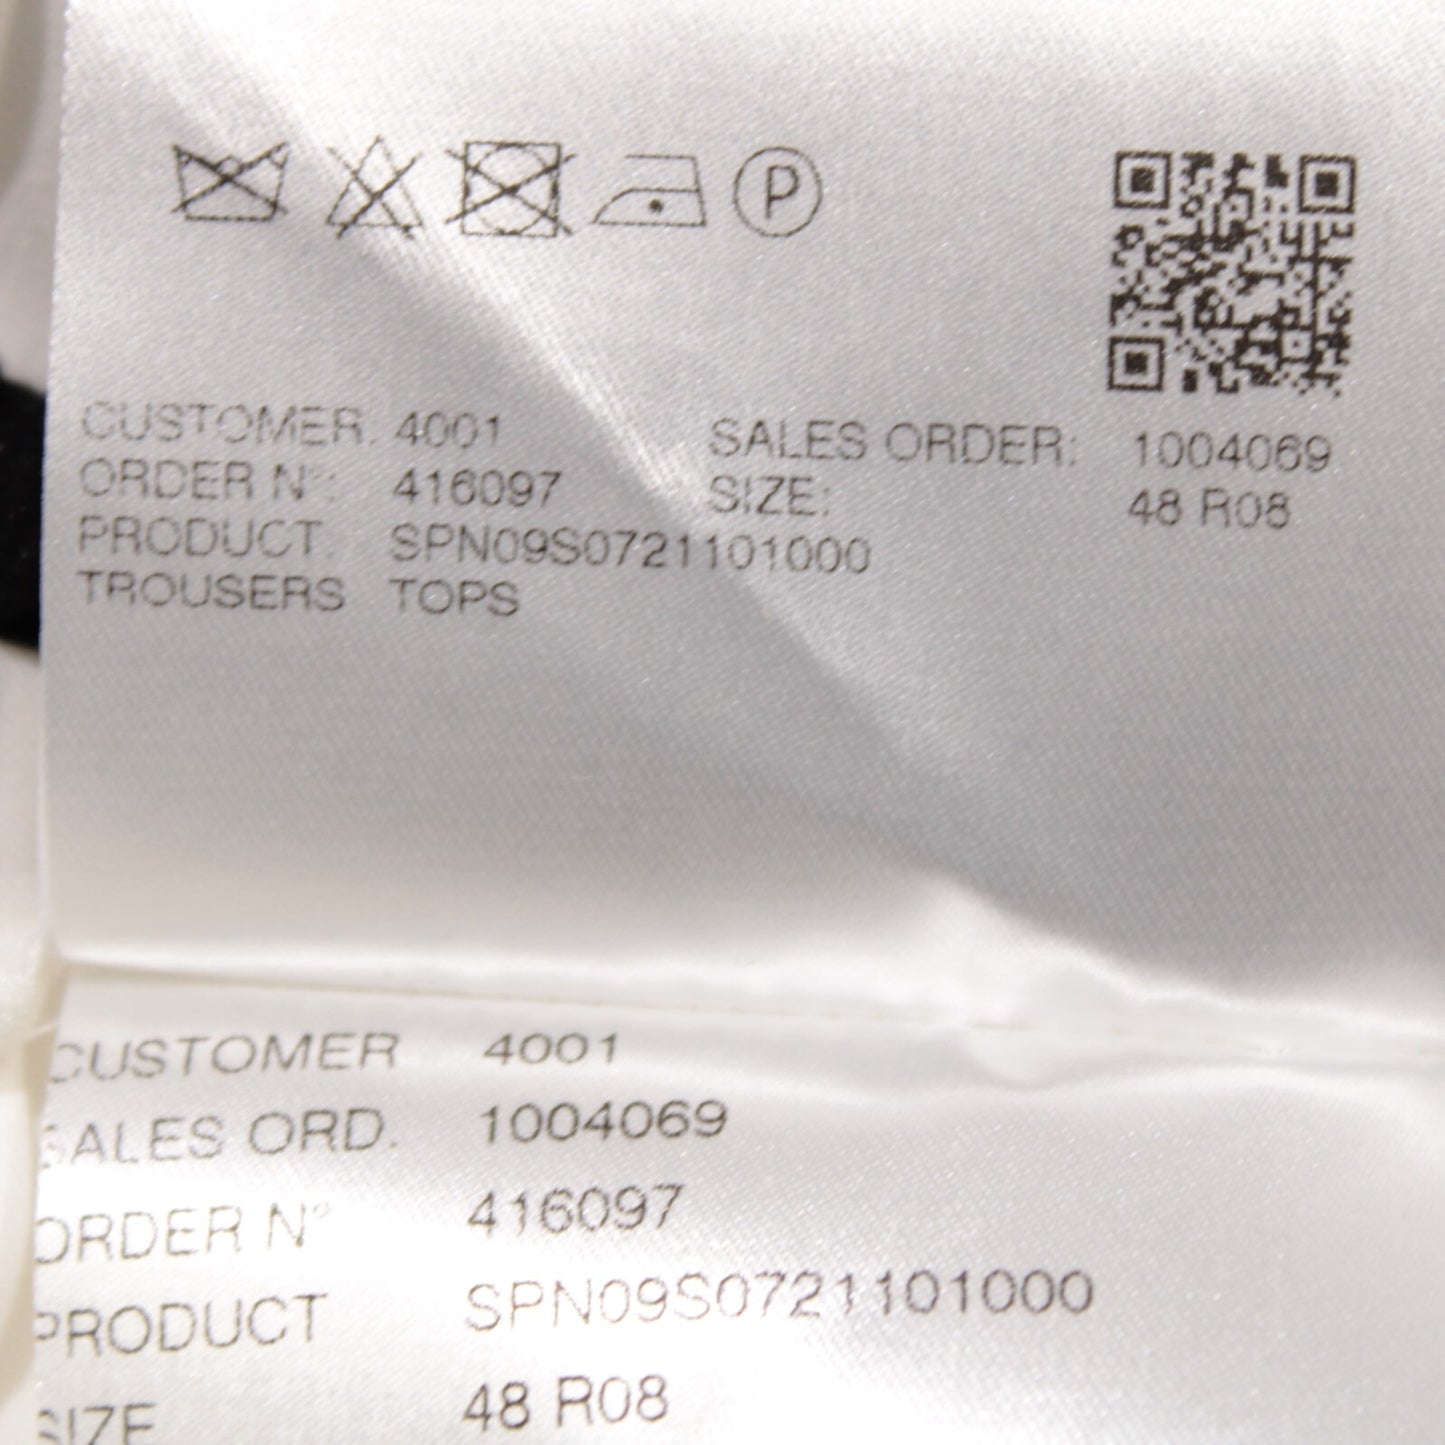 P
CUSTOMER: 4001 SALES ORDER: 1004069
ORDER N°: 416097 SIZE: 48 R08
PRODUCT: SPN09S0721101000
TROUSERS TOPS
CUSTOMER 4001
SALES ORD. 1004069
ORDER N° 416097
PRODUCT SPN09S0721101000
SIZE 48 R08